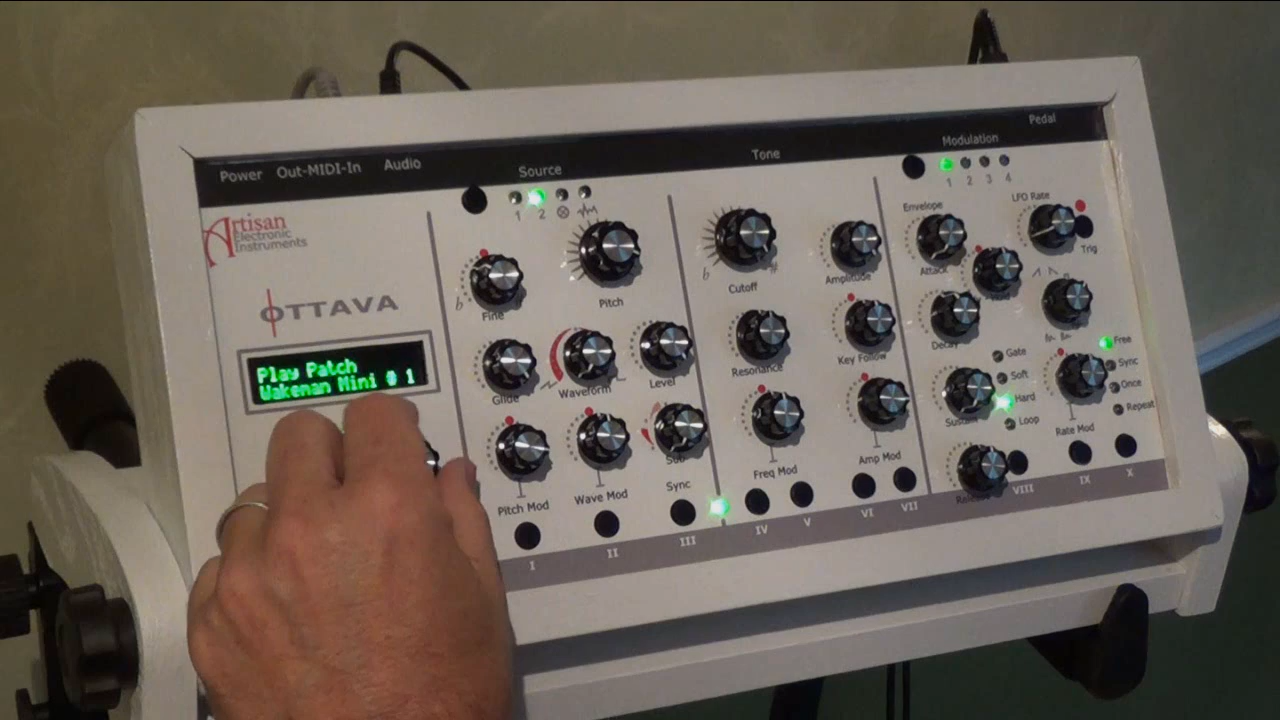 Power
Out-MIDI-In
Audio
Source
Tone
Modulation
Pedal
Artisan
Electronic
Instruments
OTTAVA
Play Patch
Wakeman Mini # 1
1 2
b
Fine
Pitch
Glide
Waveform
Level
Sub
Pitch Mod
Wave Mod
Sync
I II III
b #
Cutoff
Amplitude
Resonance
Key Follow
Freq Mod
Amp Mod
IV V VI VII
1 2 3 4
Envelope
Attack
Decay
Sustain
Release
Gate
Soft
Hard
Loop
LFO Rate
Trig
Free
Sync
Once
Repeat
Rate Mod
VIII IX X